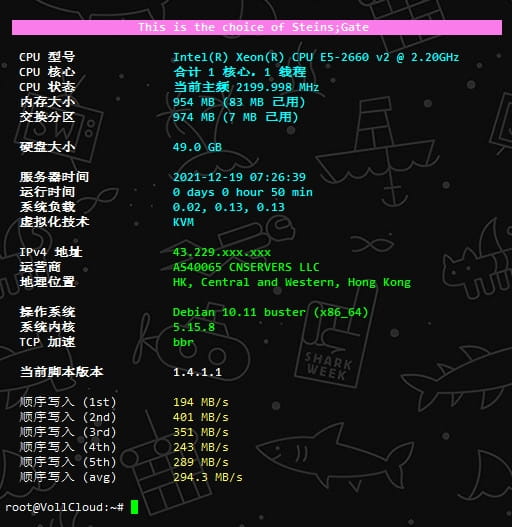 This is the choice of Steins;Gate
CPU 型号 Intel(R) Xeon(R) CPU E5-2660 v2 @ 2.20GHz
CPU 核心 合计 1 核心, 1 线程
CPU 状态 当前主频 2199.998 MHz
内存大小 954 MB (83 MB 已用)
交换分区 974 MB (7 MB 已用)
硬盘大小 49.0 GB
服务器时间 2021-12-19 07:26:39
运行时间 0 days 0 hour 50 min
系统负载 0.02, 0.13, 0.13
虚拟化技术 KVM
IPv4 地址 43.229.xxx.xxx
运营商 AS40065 CNSERVERS LLC
地理位置 HK, Central and Western, Hong Kong
操作系统 Debian 10.11 buster (x86_64)
系统内核 5.15.8
TCP 加速 bbr
SHARK
WEEK
当前脚本版本 1.4.1.1
顺序写入 (1st) 194 MB/s
顺序写入 (2nd) 401 MB/s
顺序写入 (3rd) 351 MB/s
顺序写入 (4th) 243 MB/s
顺序写入 (5th) 289 MB/s
顺序写入 (avg) 294.3 MB/s
root@VollCloud:~#